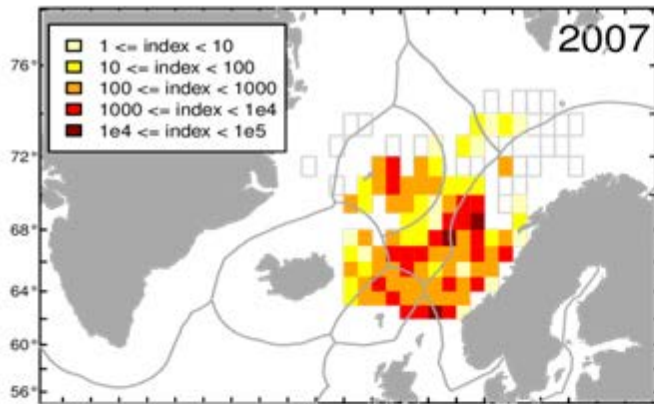 2007
1 <= index < 10
10 <= index < 100
100 <= index < 1000
1000 <= index < 1e4
1e4 <= index < 1e5
76°
72°
68°
64°
60°
56°